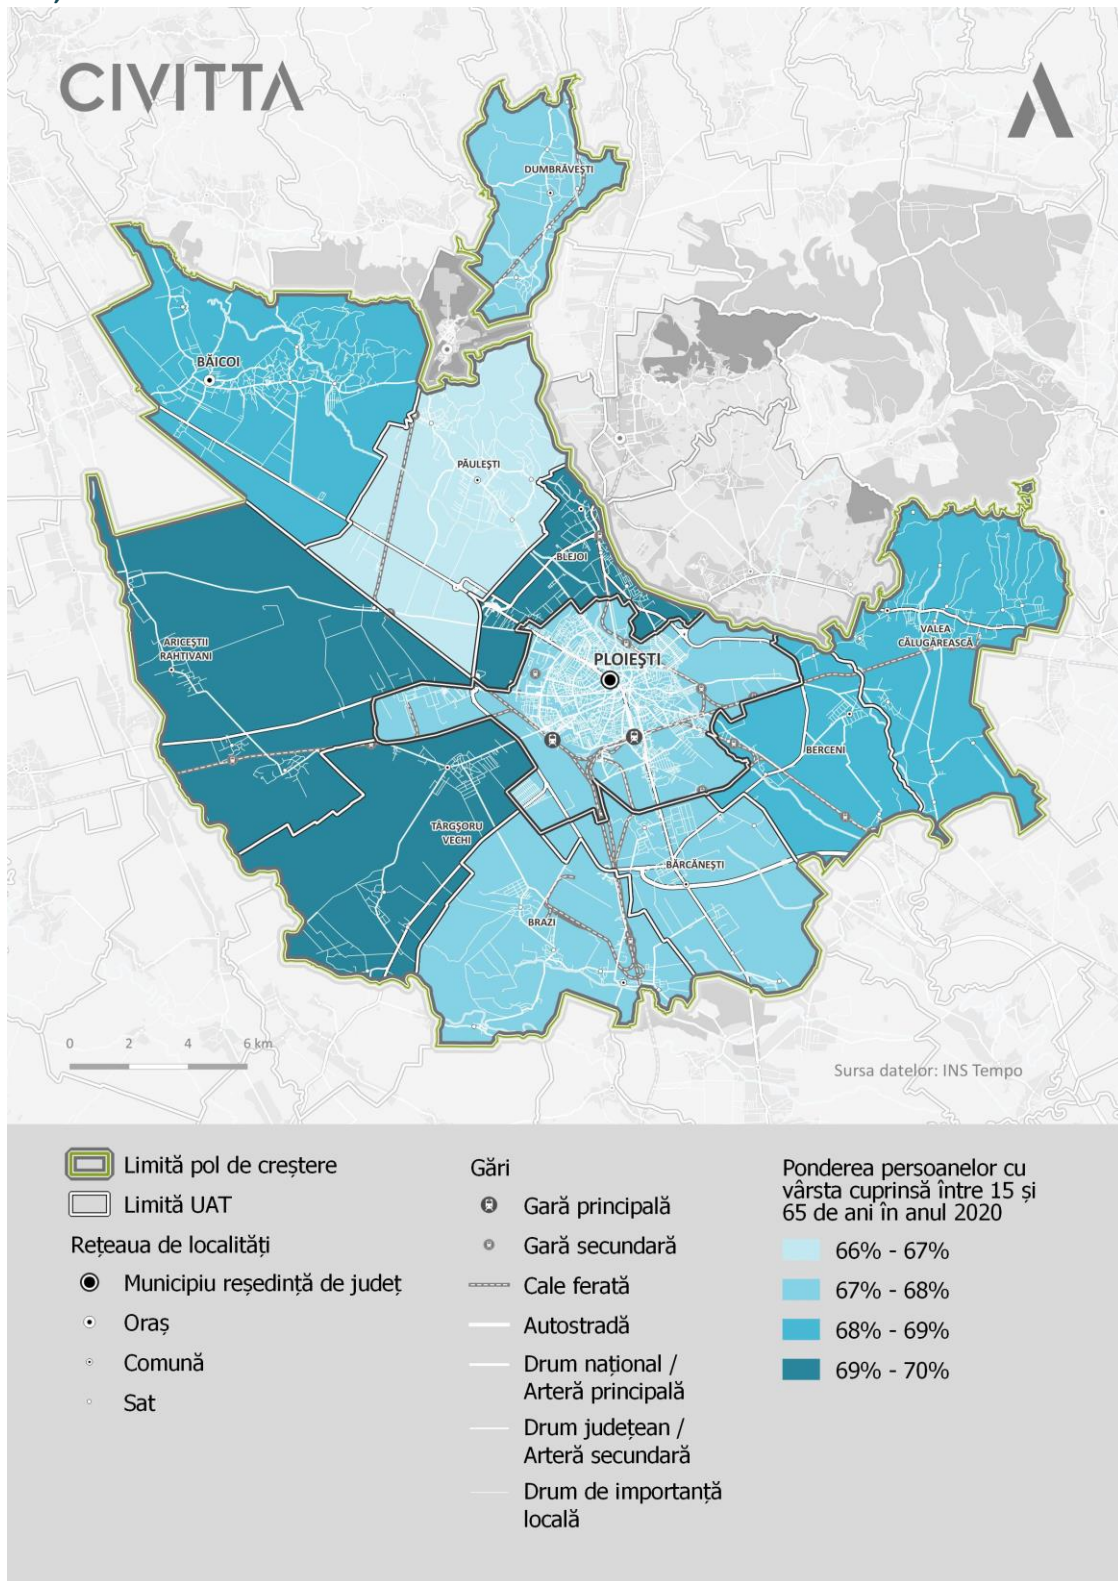 CIVITTA
DUMBRĂVEȘTI
BĂICOI
PĂULEȘTI
BLEJOI
ARICEȘTII
RAHTIVANI
PLOIEȘTI
VALEA
CĂLUGĂREASCĂ
BERCENI
TÂRGȘORU
VECHI
BĂRCĂNEȘTI
BRAZI
0 2 4 6 km
Sursa datelor: INS Tempo
Limită pol de creștere
Limită UAT
Rețeaua de localități
Municipiu reședință de județ
Oraș
Comună
Sat
Gări
Gară principală
Gară secundară
Cale ferată
Autostradă
Drum național /
Arteră principală
Drum județean /
Arteră secundară
Drum de importanță
locală
Ponderea persoanelor cu
vârsta cuprinsă între 15 și
65 de ani în anul 2020
66% - 67%
67% - 68%
68% - 69%
69% - 70%